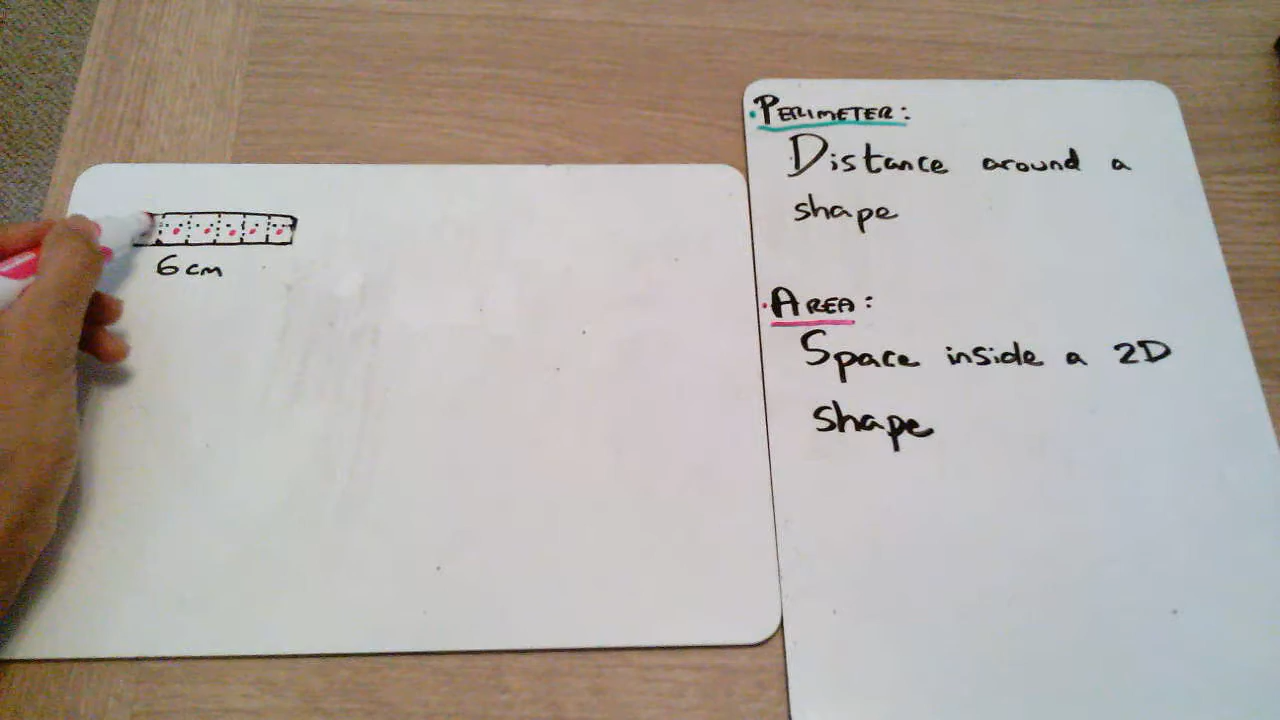 6cm
PERIMETER:
Distance around a
shape
AREA:
Space inside a 2D
shape